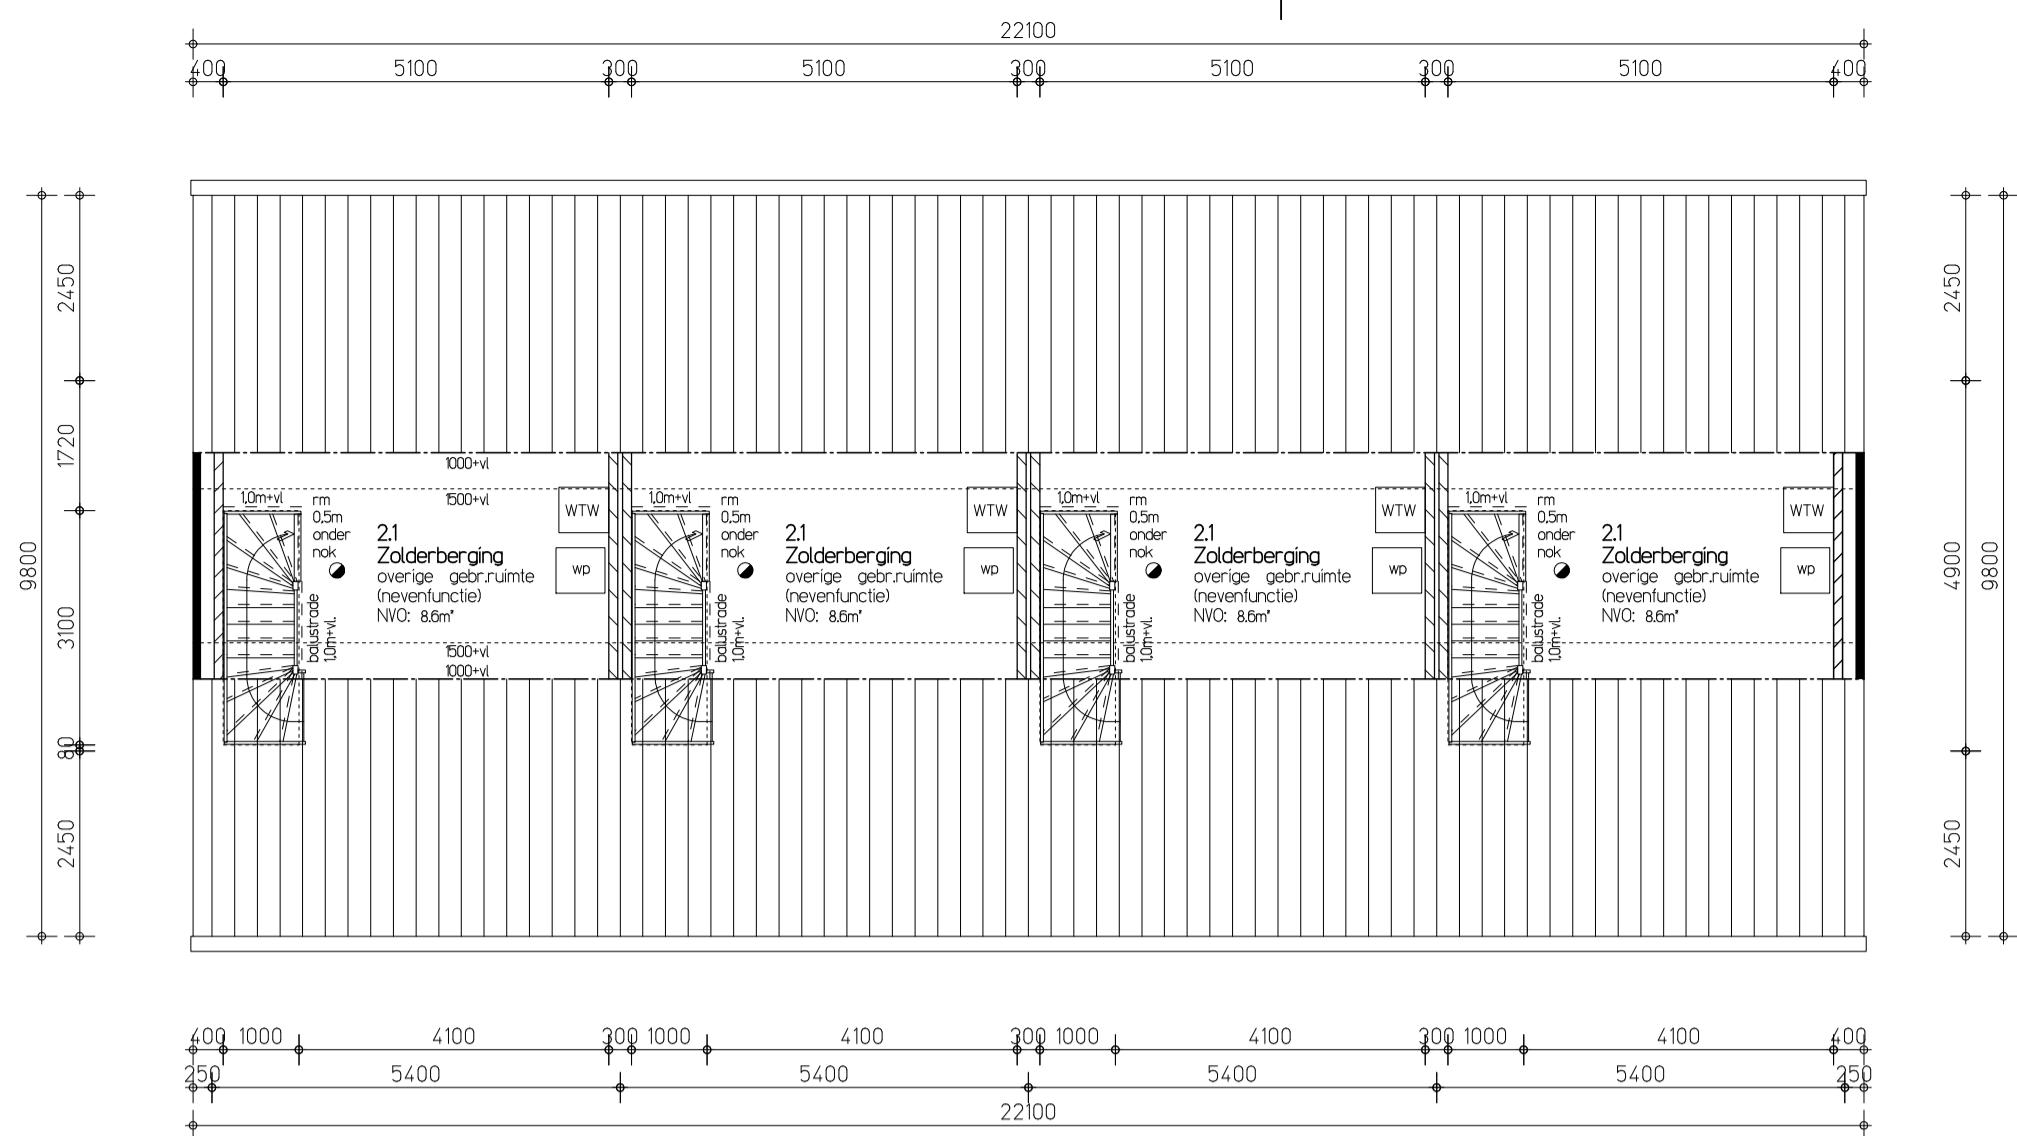 22100
400 5100 300 5100 300 5100 300 5100 400
9800
2450
1720
3100
80
2450
2450
4900
2450
9800
1000+vl
1500+vl
1500+vl
1000+vl
1,0m+vl
rm
0,5m
onder
nok
2.1
Zolderberging
overige gebr.ruimte
(nevenfunctie)
NVO: 8.6m²
balustrade
1,0m+vl.
WTW
wp
1,0m+vl
rm
0,5m
onder
nok
2.1
Zolderberging
overige gebr.ruimte
(nevenfunctie)
NVO: 8.6m²
balustrade
1,0m+vl.
WTW
wp
1,0m+vl
rm
0,5m
onder
nok
2.1
Zolderberging
overige gebr.ruimte
(nevenfunctie)
NVO: 8.6m²
balustrade
1,0m+vl.
WTW
wp
1,0m+vl
rm
0,5m
onder
nok
2.1
Zolderberging
overige gebr.ruimte
(nevenfunctie)
NVO: 8.6m²
balustrade
1,0m+vl.
WTW
wp
400 1000 4100 300 1000 4100 300 1000 4100 300 1000 4100 400
250 5400 5400 5400 5400 250
22100